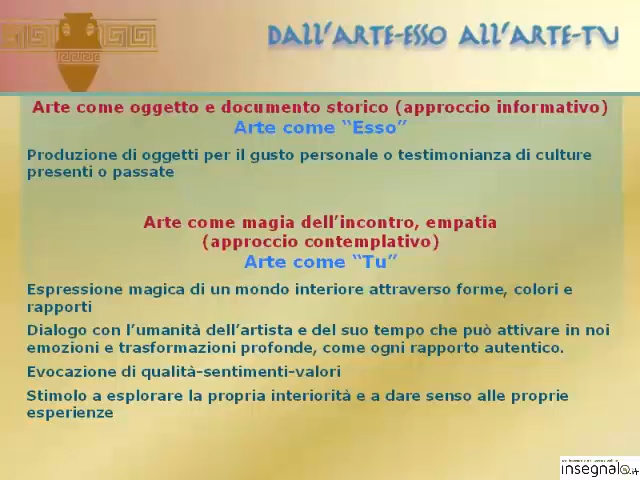 DALL'ARTE-ESSO ALL'ARTE-TU
Arte come oggetto e documento storico (approccio informativo)
Arte come “Esso”
Produzione di oggetti per il gusto personale o testimonianza di culture
presenti o passate
Arte come magia dell’incontro, empatia
(approccio contemplativo)
Arte come “Tu”
Espressione magica di un mondo interiore attraverso forme, colori e
rapporti
Dialogo con l’umanità dell’artista e del suo tempo che può attivare in noi
emozioni e trasformazioni profonde, come ogni rapporto autentico.
Evocazione di qualità–sentimenti–valori
Stimolo a esplorare la propria interiorità e a dare senso alle proprie
esperienze
insegnalo